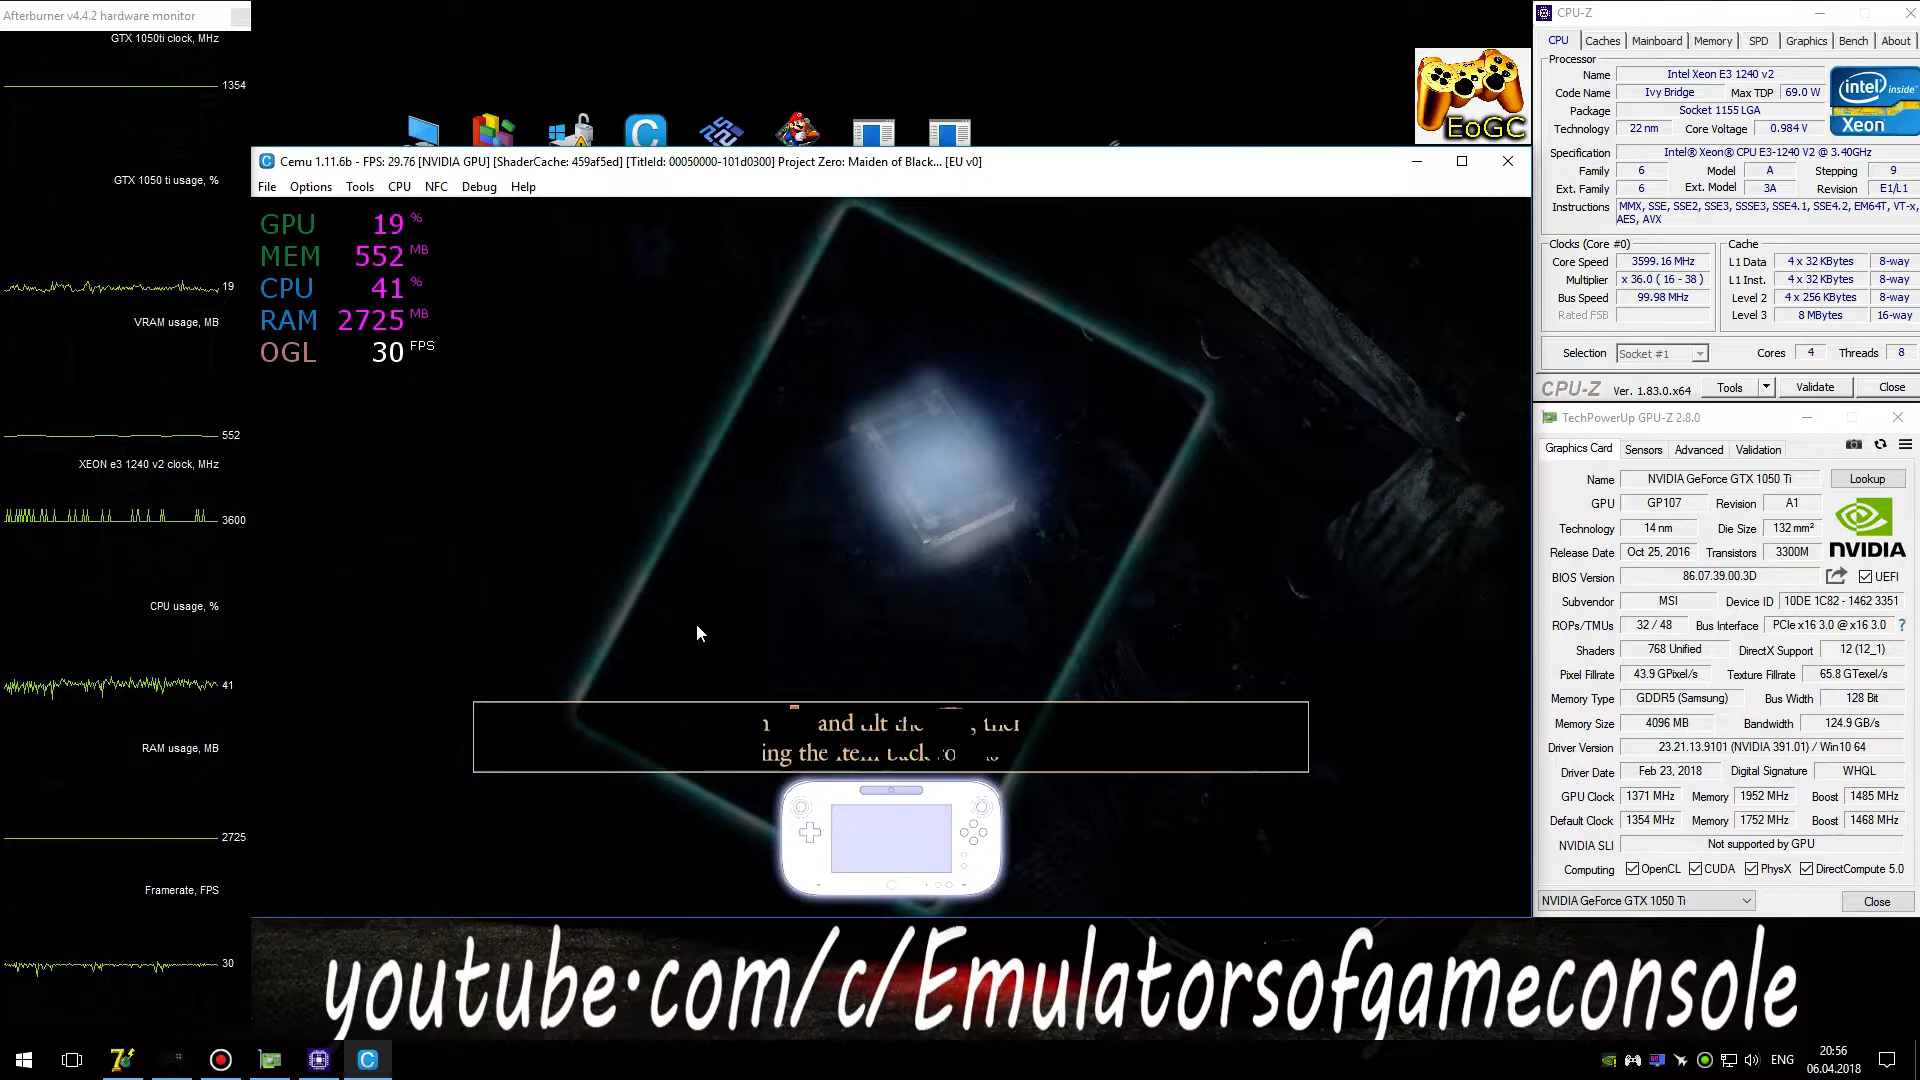 Afterburner v4.4.2 hardware monitor
GTX 1050ti clock, MHz
1354
GTX 1050 ti usage, %
19
VRAM usage, MB
552
XEON e3 1240 v2 clock, MHz
3600
CPU usage, %
41
RAM usage, MB
2725
Framerate, FPS
30
EoGC
Cemu 1.11.6b - FPS: 29.76 [NVIDIA GPU] [ShaderCache: 459af5ed] [TitleId: 00050000-101d0300] Project Zero: Maiden of Black... [EU v0]
File Options Tools CPU NFC Debug Help
GPU 19 %
MEM 552 MB
CPU 41 %
RAM 2725 MB
OGL 30 FPS
and tilt the
ing the item back to
youtube.com/c/Emulatorsofgameconsole
CPU-Z
CPU Caches Mainboard Memory SPD Graphics Bench About
Processor
Name Intel Xeon E3 1240 v2
Code Name Ivy Bridge Max TDP 69.0 W
Package Socket 1155 LGA
Technology 22 nm Core Voltage 0.984 V
intel inside™
Xeon
Specification Intel® Xeon® CPU E3-1240 V2 @ 3.40GHz
Family 6 Model A Stepping 9
Ext. Family 6 Ext. Model 3A Revision E1/L1
Instructions MMX, SSE, SSE2, SSE3, SSSE3, SSE4.1, SSE4.2, EM64T, VT-x,
AES, AVX
Clocks (Core #0)
Core Speed 3599.16 MHz
Multiplier x 36.0 ( 16 - 38 )
Bus Speed 99.98 MHz
Rated FSB
Cache
L1 Data 4 x 32 KBytes 8-way
L1 Inst. 4 x 32 KBytes 8-way
Level 2 4 x 256 KBytes 8-way
Level 3 8 MBytes 16-way
Selection Socket #1 Cores 4 Threads 8
CPU-Z Ver. 1.83.0.x64 Tools Validate Close
TechPowerUp GPU-Z 2.8.0
Graphics Card Sensors Advanced Validation
Name NVIDIA GeForce GTX 1050 Ti Lookup
GPU GP107 Revision A1
Technology 14 nm Die Size 132 mm²
Release Date Oct 25, 2016 Transistors 3300M
NVIDIA
BIOS Version 86.07.39.00.3D UEFI
Subvendor MSI Device ID 10DE 1C82 - 1462 3351
ROPs/TMUs 32 / 48 Bus Interface PCIe x16 3.0 @ x16 3.0 ?
Shaders 768 Unified DirectX Support 12 (12_1)
Pixel Fillrate 43.9 GPixel/s Texture Fillrate 65.8 GTexel/s
Memory Type GDDR5 (Samsung) Bus Width 128 Bit
Memory Size 4096 MB Bandwidth 124.9 GB/s
Driver Version 23.21.13.9101 (NVIDIA 391.01) / Win10 64
Driver Date Feb 23, 2018 Digital Signature WHQL
GPU Clock 1371 MHz Memory 1952 MHz Boost 1485 MHz
Default Clock 1354 MHz Memory 1752 MHz Boost 1468 MHz
NVIDIA SLI Not supported by GPU
Computing OpenCL CUDA PhysX DirectCompute 5.0
NVIDIA GeForce GTX 1050 Ti Close
ENG
20:56
06.04.2018